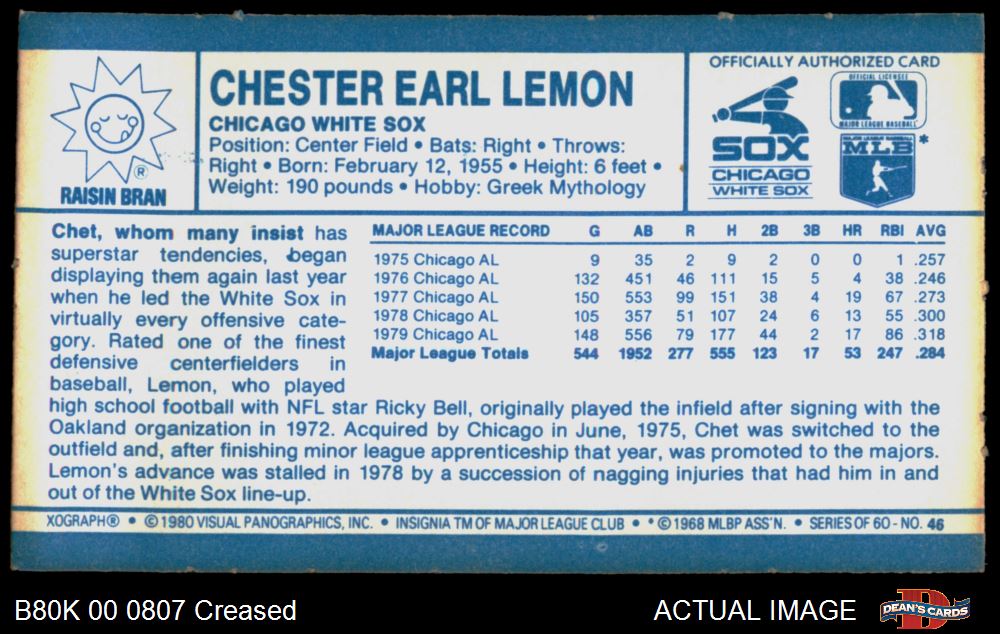 OFFICIALLY AUTHORIZED CARD
CHESTER EARL LEMON
CHICAGO WHITE SOX
Position: Center Field • Bats: Right • Throws:
Right • Born: February 12, 1955 • Height: 6 feet •
Weight: 190 pounds • Hobby: Greek Mythology
®
RAISIN BRAN
SOX
CHICAGO
WHITE SOX
OFFICIAL LICENSEE
MAJOR LEAGUE BASEBALL
MAJOR LEAGUE BASEBALL
MLB *
Chet, whom many insist has
superstar tendencies, began
displaying them again last year
when he led the White Sox in
virtually every offensive cate-
gory. Rated one of the finest
defensive centerfielders in
baseball, Lemon, who played
high school football with NFL star Ricky Bell, originally played the infield after signing with the
Oakland organization in 1972. Acquired by Chicago in June, 1975, Chet was switched to the
outfield and, after finishing minor league apprenticeship that year, was promoted to the majors.
Lemon's advance was stalled in 1978 by a succession of nagging injuries that had him in and
out of the White Sox line-up.
MAJOR LEAGUE RECORD G AB R H 2B 3B HR RBI AVG
1975 Chicago AL 9 35 2 9 2 0 0 1 .257
1976 Chicago AL 132 451 46 111 15 5 4 38 .246
1977 Chicago AL 150 553 99 151 38 4 19 67 .273
1978 Chicago AL 105 357 51 107 24 6 13 55 .300
1979 Chicago AL 148 556 79 177 44 2 17 86 .318
Major League Totals 544 1952 277 555 123 17 53 247 .284
XOGRAPH® • ©1980 VISUAL PANOGRAPHICS, INC. • INSIGNIA TM OF MAJOR LEAGUE CLUB • *©1968 MLBP ASS'N. • SERIES OF 60 - NO. 46
B80K 00 0807 Creased
ACTUAL IMAGE
D
DEAN'S CARDS